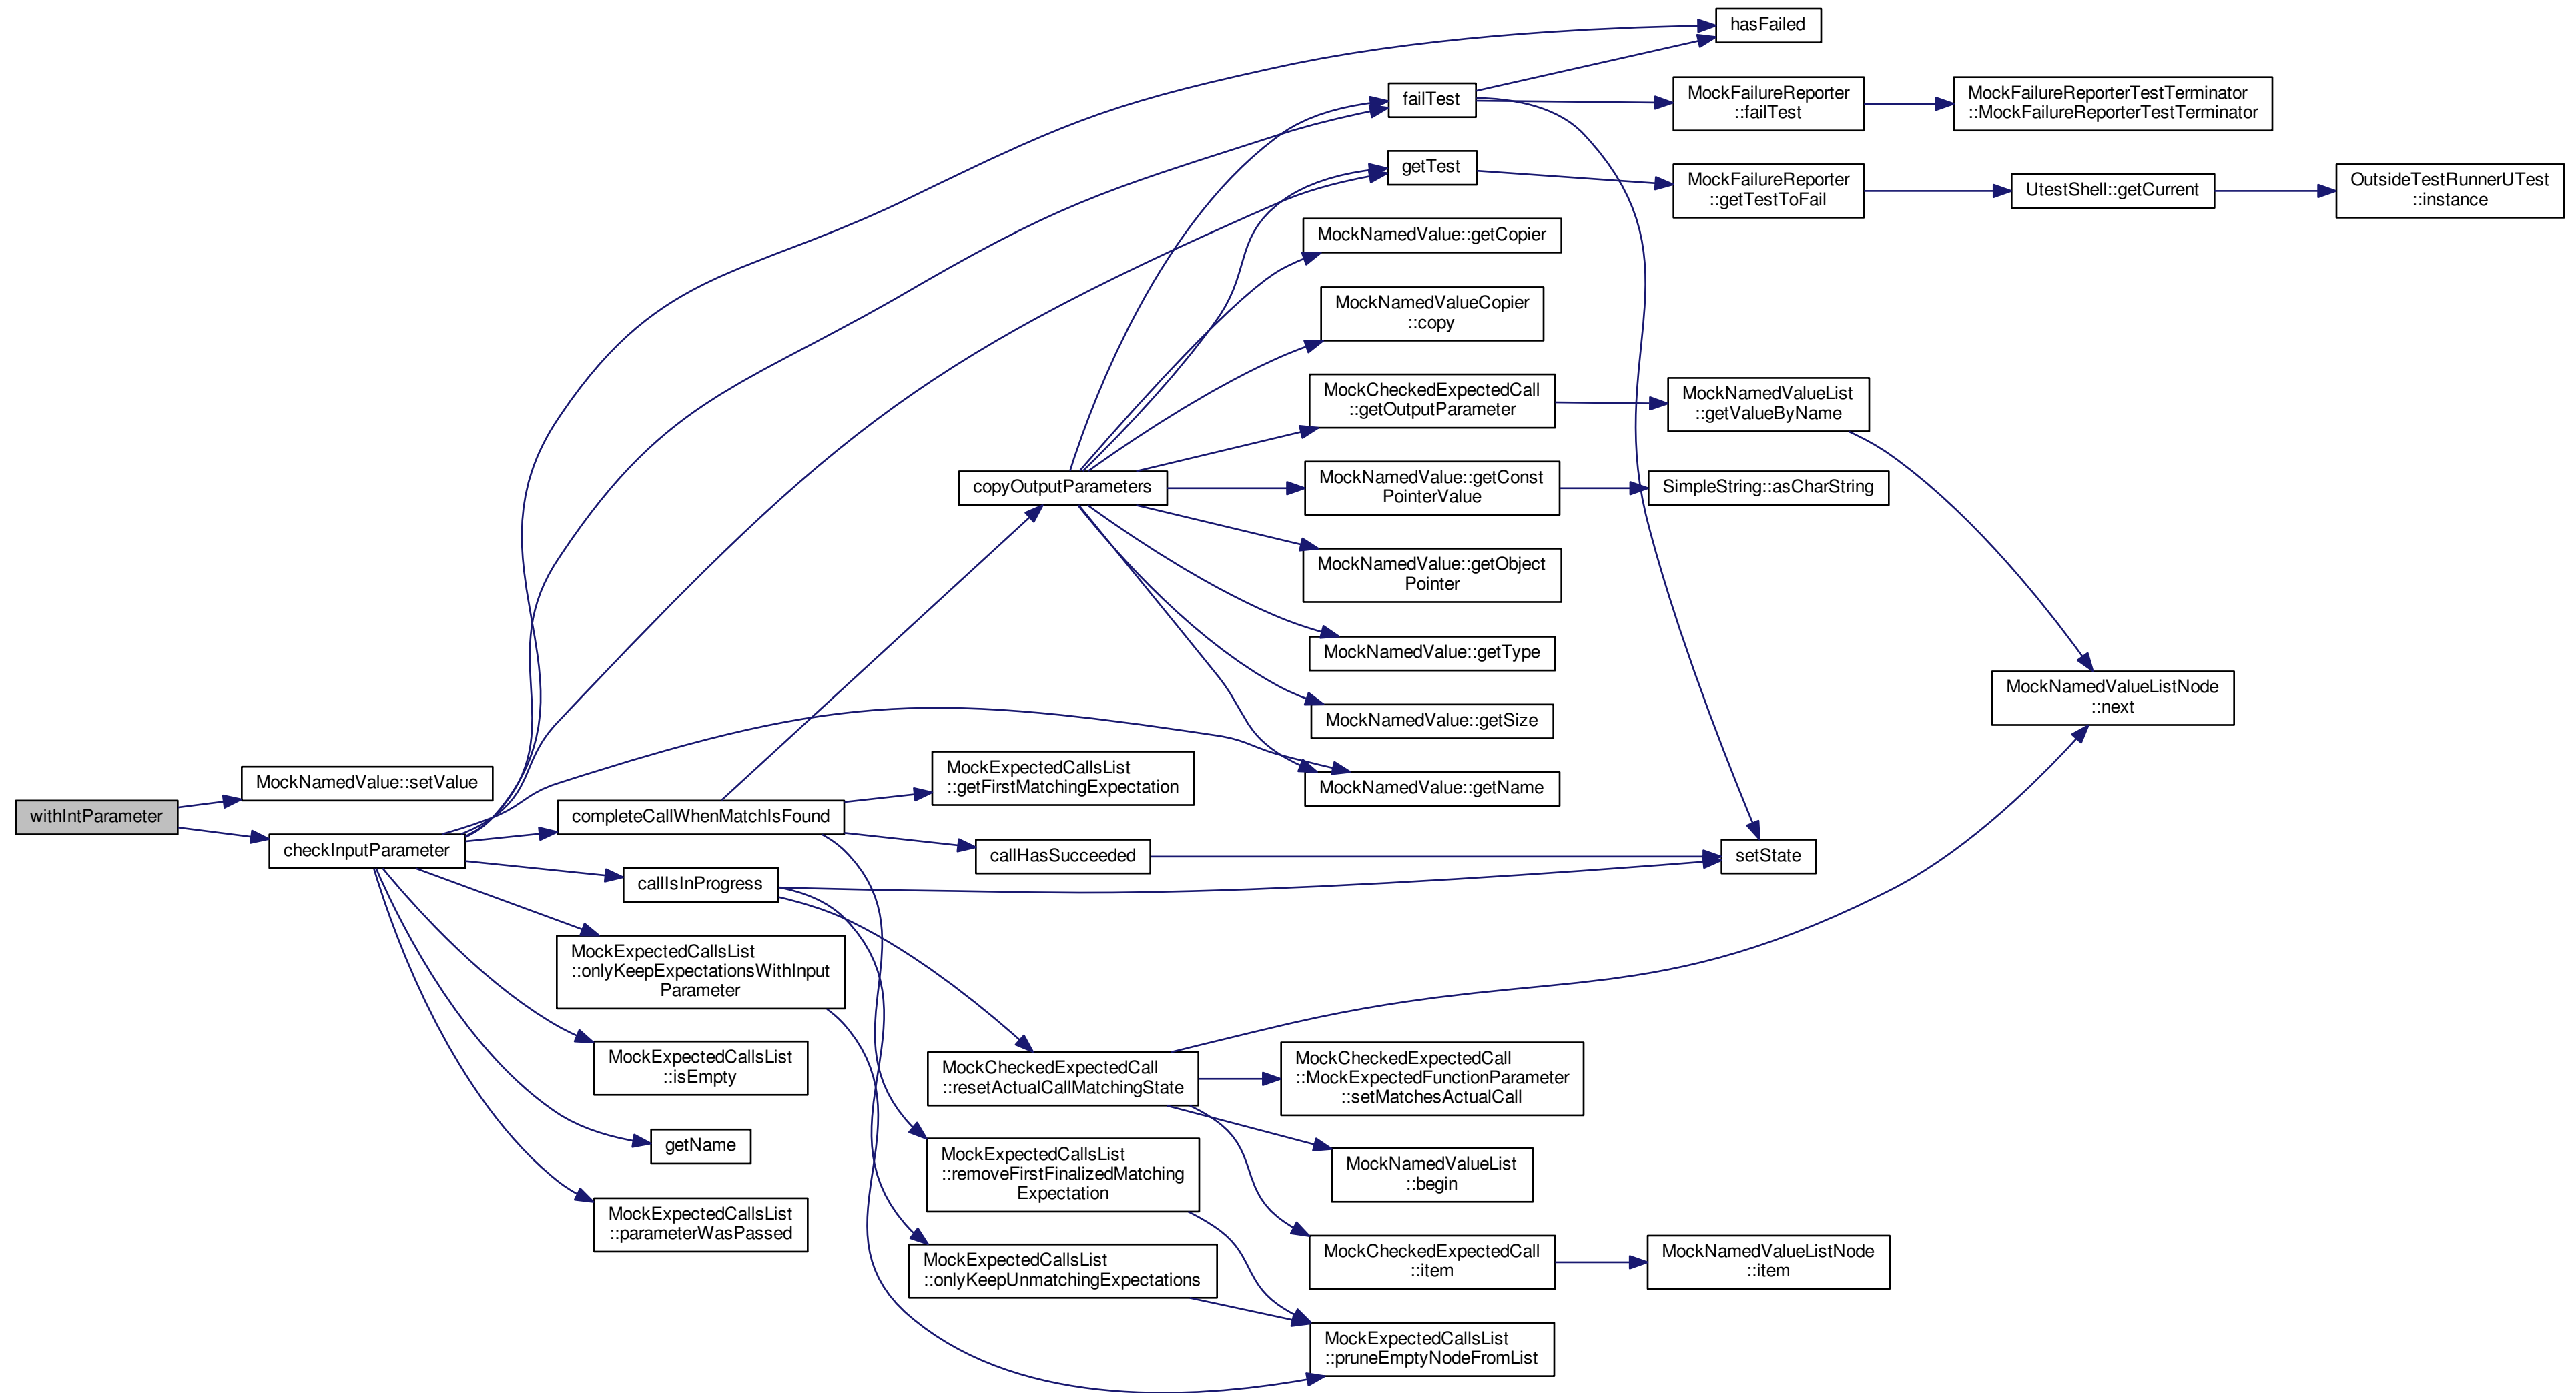 hasFailed
failTest
MockFailureReporter
::failTest
MockFailureReporterTestTerminator
::MockFailureReporterTestTerminator
getTest
MockFailureReporter
::getTestToFail
UtestShell::getCurrent
OutsideTestRunnerUTest
::instance
MockNamedValue::getCopier
MockNamedValueCopier
::copy
MockCheckedExpectedCall
::getOutputParameter
MockNamedValueList
::getValueByName
copyOutputParameters
MockNamedValue::getConst
PointerValue
SimpleString::asCharString
MockNamedValue::getObject
Pointer
MockNamedValue::getType
MockNamedValueListNode
::next
MockNamedValue::getSize
MockNamedValue::setValue
MockExpectedCallsList
::getFirstMatchingExpectation
MockNamedValue::getName
withIntParameter
completeCallWhenMatchIsFound
checkInputParameter
callHasSucceeded
setState
callIsInProgress
MockExpectedCallsList
::onlyKeepExpectationsWithInput
Parameter
MockExpectedCallsList
::isEmpty
MockCheckedExpectedCall
::resetActualCallMatchingState
MockCheckedExpectedCall
::MockExpectedFunctionParameter
::setMatchesActualCall
getName
MockExpectedCallsList
::removeFirstFinalizedMatching
Expectation
MockNamedValueList
::begin
MockExpectedCallsList
::parameterWasPassed
MockExpectedCallsList
::onlyKeepUnmatchingExpectations
MockCheckedExpectedCall
::item
MockNamedValueListNode
::item
MockExpectedCallsList
::pruneEmptyNodeFromList